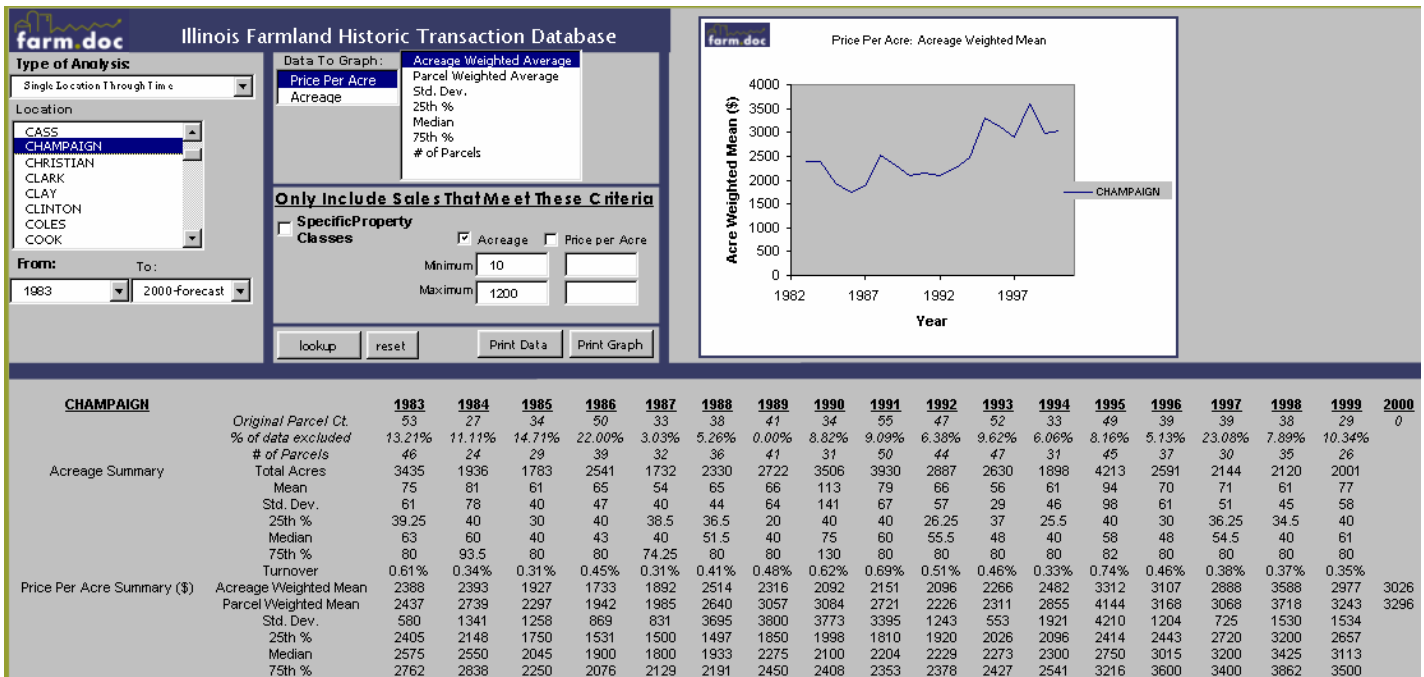 farm.doc
Illinois Farmland Historic Transaction Database
Type of Analysis:
Single Location Through Time
Location
CASS
CHAMPAIGN
CHRISTIAN
CLARK
CLAY
CLINTON
COLES
COOK
From: To:
1983 2000-forecast
Data To Graph:
Price Per Acre
Acreage
Acreage Weighted Average
Parcel Weighted Average
Std. Dev.
25th %
Median
75th %
# of Parcels
Only Include Sales That Meet These Criteria
SpecificProperty
Classes
Acreage Price per Acre
Minimum 10
Maximum 1200
lookup reset Print Data Print Graph
farm.doc
Price Per Acre: Acreage Weighted Mean
Acre Weighted Mean ($)
4000
3500
3000
2500
2000
1500
1000
500
0
1982 1987 1992 1997
Year
CHAMPAIGN
CHAMPAIGN 1983 1984 1985 1986 1987 1988 1989 1990 1991 1992 1993 1994 1995 1996 1997 1998 1999 2000
Original Parcel Ct. 53 27 34 50 33 38 41 34 55 47 52 33 49 39 39 38 29 0
% of data excluded 13.21% 11.11% 14.71% 22.00% 3.03% 5.26% 0.00% 8.82% 9.09% 6.38% 9.62% 6.06% 8.16% 5.13% 23.08% 7.89% 10.34%
# of Parcels 46 24 29 39 32 36 41 31 50 44 47 31 45 37 30 35 26
Acreage Summary Total Acres 3435 1936 1783 2541 1732 2330 2722 3506 3930 2887 2630 1898 4213 2591 2144 2120 2001
Mean 75 81 61 65 54 65 66 113 79 66 56 61 94 70 71 61 77
Std. Dev. 61 78 40 47 40 44 64 141 67 57 29 46 98 61 51 45 58
25th % 39.25 40 30 40 38.5 36.5 20 40 40 26.25 37 25.5 40 30 36.25 34.5 40
Median 63 60 40 43 40 51.5 40 75 60 55.5 48 40 58 48 54.5 40 61
75th % 80 93.5 80 80 74.25 80 80 130 80 80 80 80 82 80 80 80 80
Turnover 0.61% 0.34% 0.31% 0.45% 0.31% 0.41% 0.48% 0.62% 0.69% 0.51% 0.46% 0.33% 0.74% 0.46% 0.38% 0.37% 0.35%
Price Per Acre Summary ($) Acreage Weighted Mean 2388 2393 1927 1733 1892 2514 2316 2092 2151 2096 2266 2482 3312 3107 2888 3588 2977 3026
Parcel Weighted Mean 2437 2739 2297 1942 1985 2640 3057 3084 2721 2226 2311 2855 4144 3168 3068 3718 3243 3296
Std. Dev. 580 1341 1258 869 831 3695 3800 3773 3395 1243 553 1921 4210 1204 725 1530 1534
25th % 2405 2148 1750 1531 1500 1497 1850 1998 1810 1920 2026 2096 2414 2443 2720 3200 2657
Median 2575 2550 2045 1900 1800 1933 2275 2100 2204 2229 2273 2300 2750 3015 3200 3425 3113
75th % 2762 2838 2250 2076 2129 2191 2450 2408 2353 2378 2427 2541 3216 3600 3400 3862 3500